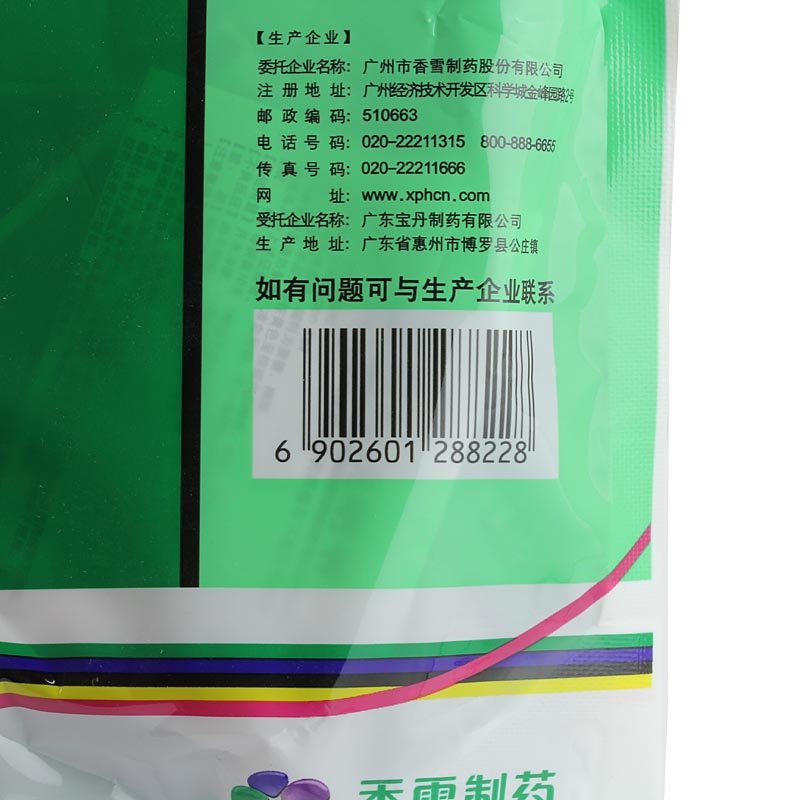 【生产企业】
委托企业名称：广州市香雪制药股份有限公司
注册地址：广州经济技术开发区科学城金峰园路2号
邮政编码：510663
电话号码：020-22211315 800-888-6655
传真号码：020-22211666
网址：www.xphcn.com
受托企业名称：广东宝丹制药有限公司
生产地址：广东省惠州市博罗县公庄镇
如有问题可与生产企业联系
6 902601 288228
香雪制药